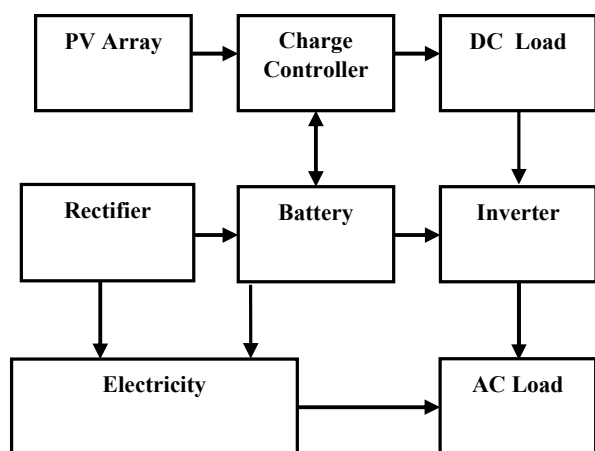 PV Array
Charge
Controller
DC Load
Rectifier
Battery
Inverter
Electricity
AC Load